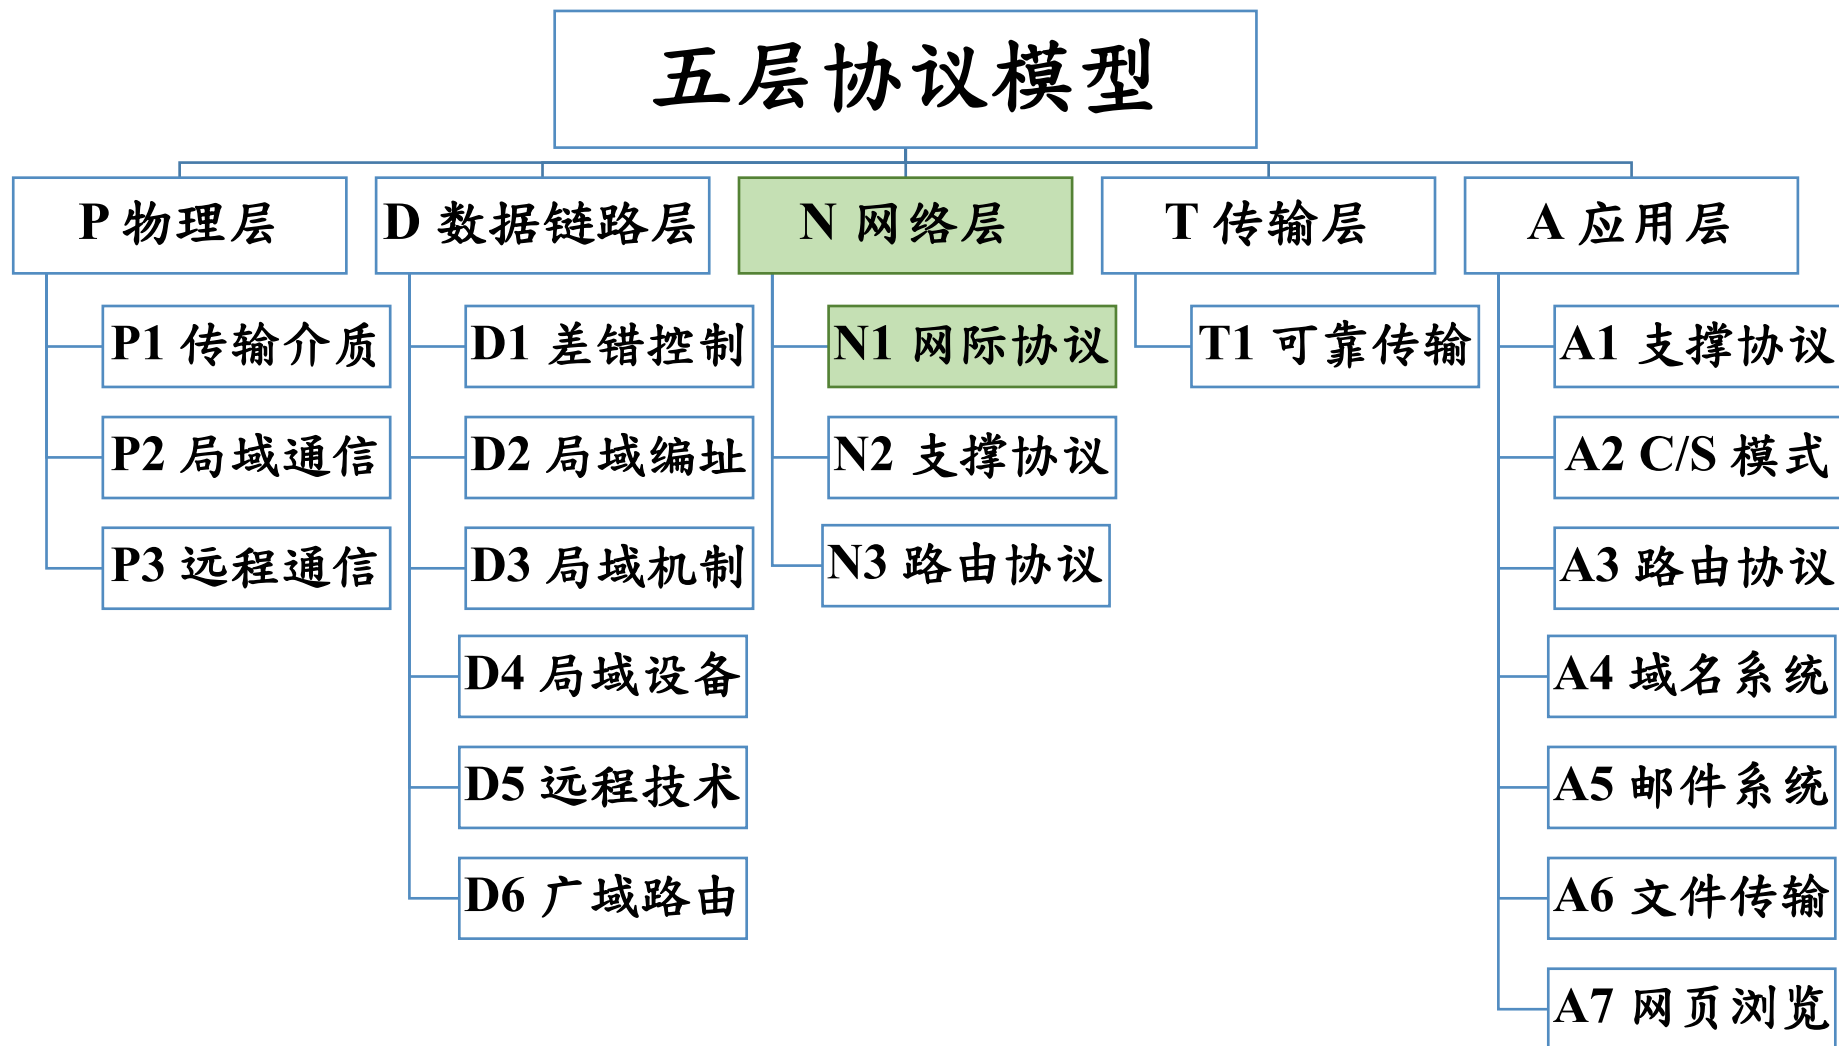 五层协议模型
P 物理层
P1 传输介质
P2 局域通信
P3 远程通信
D 数据链路层
D1 差错控制
D2 局域编址
D3 局域机制
D4 局域设备
D5 远程技术
D6 广域路由
N 网络层
N1 网际协议
N2 支撑协议
N3 路由协议
T 传输层
T1 可靠传输
A 应用层
A1 支撑协议
A2 C/S 模式
A3 路由协议
A4 域名系统
A5 邮件系统
A6 文件传输
A7 网页浏览